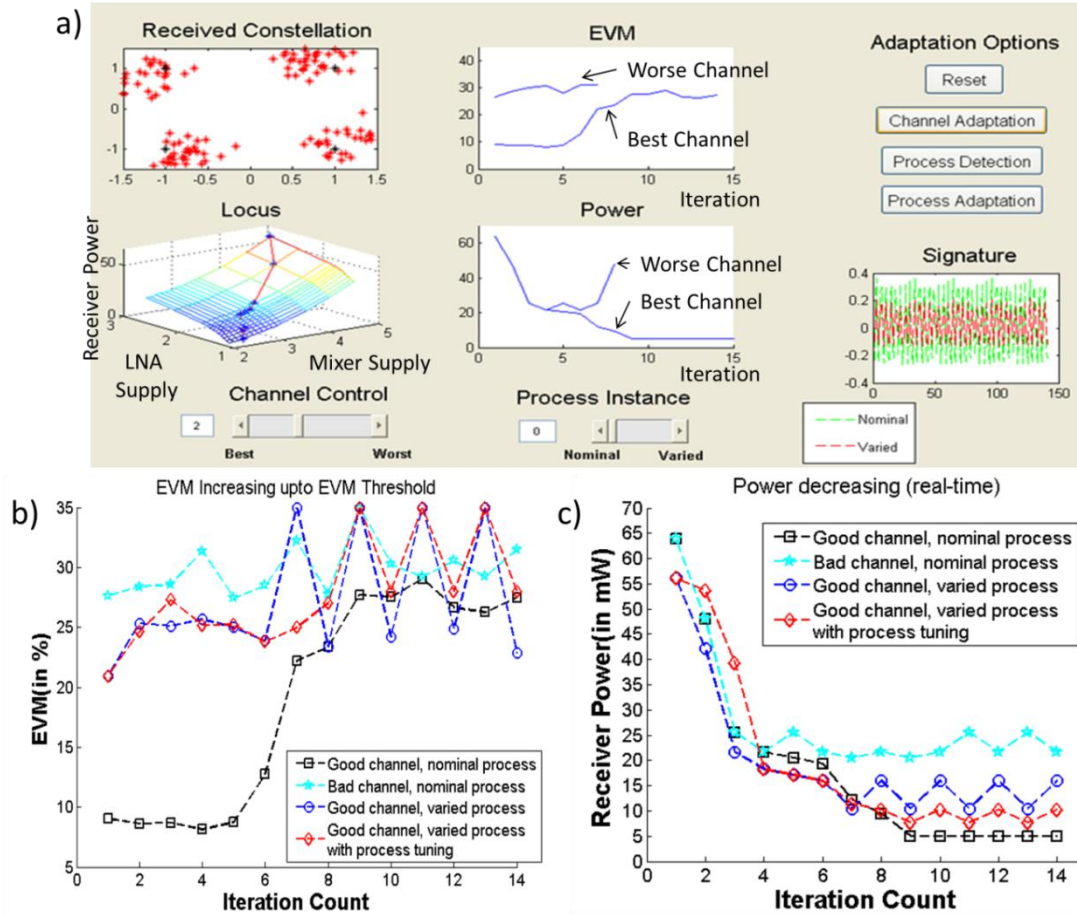 a)
Received Constellation
1
0
-1
-1.5
-1
-0.5
0
0.5
1
1.5
EVM
40
30
20
10
0
0
5
10
15
Worse Channel
Best Channel
Iteration
Adaptation Options
Reset
Channel Adaptation
Process Detection
Process Adaptation
Locus
Receiver Power
50
0
3
2
1
2
3
4
5
LNA
Supply
Mixer Supply
Power
60
40
20
0
0
5
10
15
Worse Channel
Best Channel
Iteration
Signature
0.4
0.2
0
-0.2
-0.4
0
50
100
150
Nominal
Varied
Channel Control
2
Best
Worst
Process Instance
0
Nominal
Varied
b)
EVM Increasing upto EVM Threshold
EVM(in %)
35
30
25
20
15
10
5
0
2
4
6
8
10
12
14
Iteration Count
Good channel, nominal process
Bad channel, nominal process
Good channel, varied process
Good channel, varied process
with process tuning
c)
Power decreasing (real-time)
Receiver Power(in mW)
70
65
60
55
50
45
40
35
30
25
20
15
10
5
0
0
2
4
6
8
10
12
14
Iteration Count
Good channel, nominal process
Bad channel, nominal process
Good channel, varied process
Good channel, varied process
with process tuning